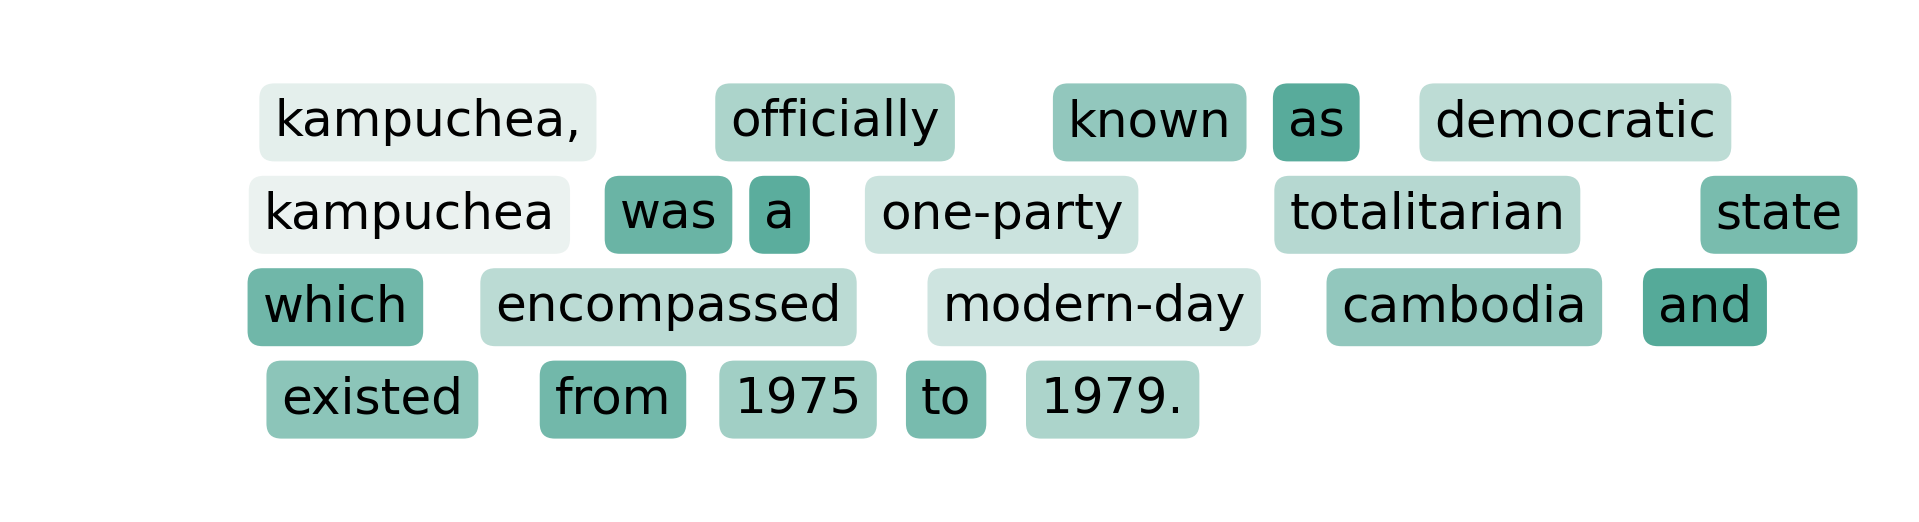 kampuchea, officially known as democratic
kampuchea was a one-party totalitarian state
which encompassed modern-day cambodia and
existed from 1975 to 1979.